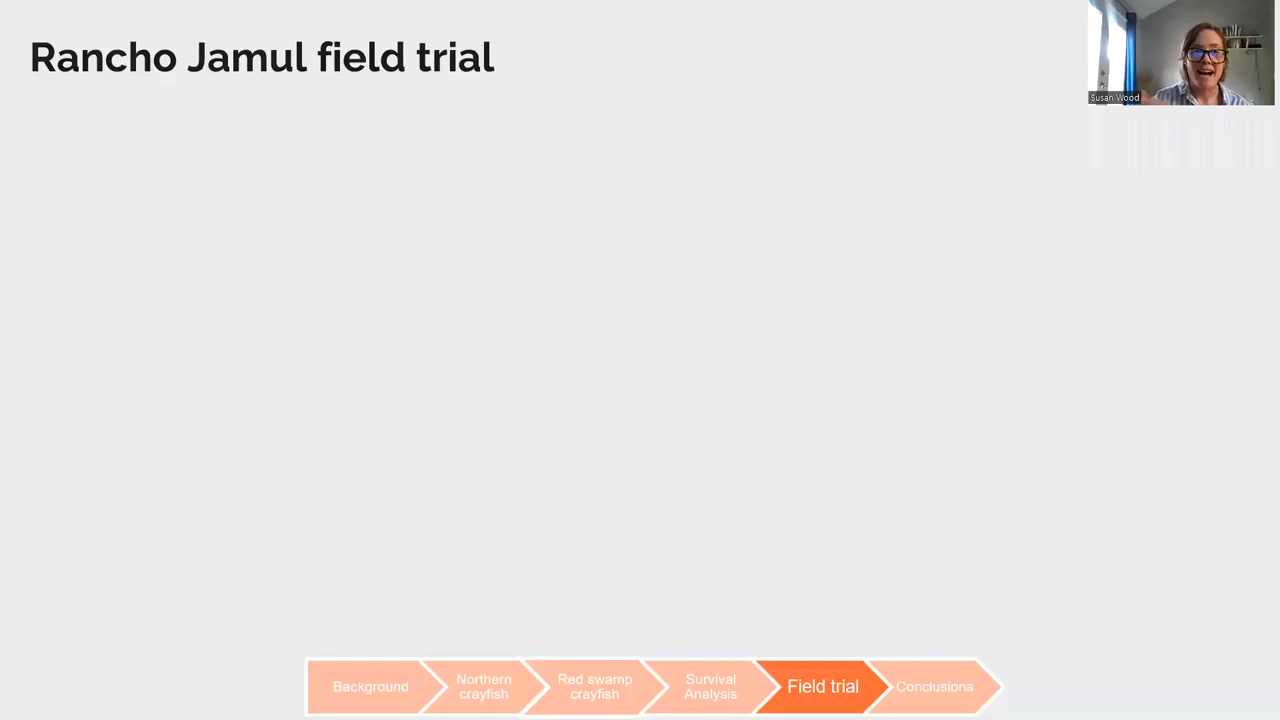 Rancho Jamul field trial
Susan Wood
Background
Northern
crayfish
Red swamp
crayfish
Survival
Analysis
Field trial
Conclusions